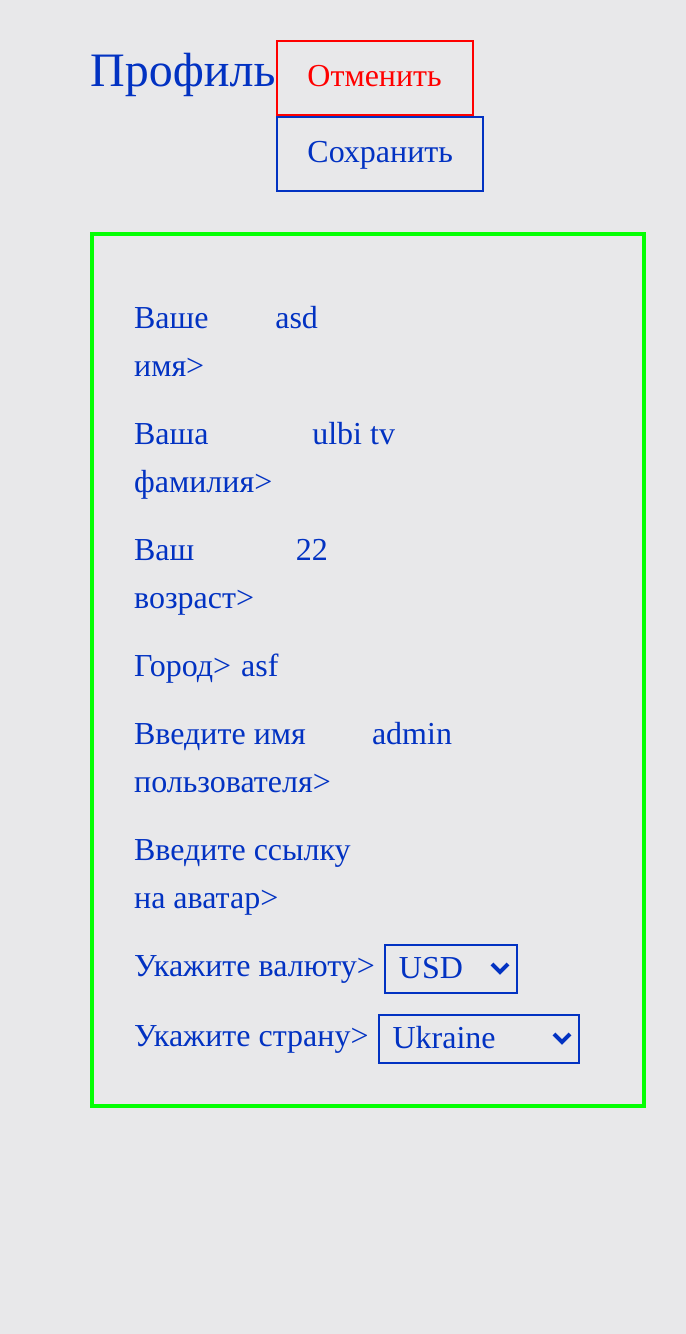 Профиль Отменить
Сохранить
Ваше asd
имя>
Ваша ulbi tv
фамилия>
Ваш 22
возраст>
Город> asf
Введите имя admin
пользователя>
Введите ссылку
на аватар>
Укажите валюту> USD
Укажите страну> Ukraine